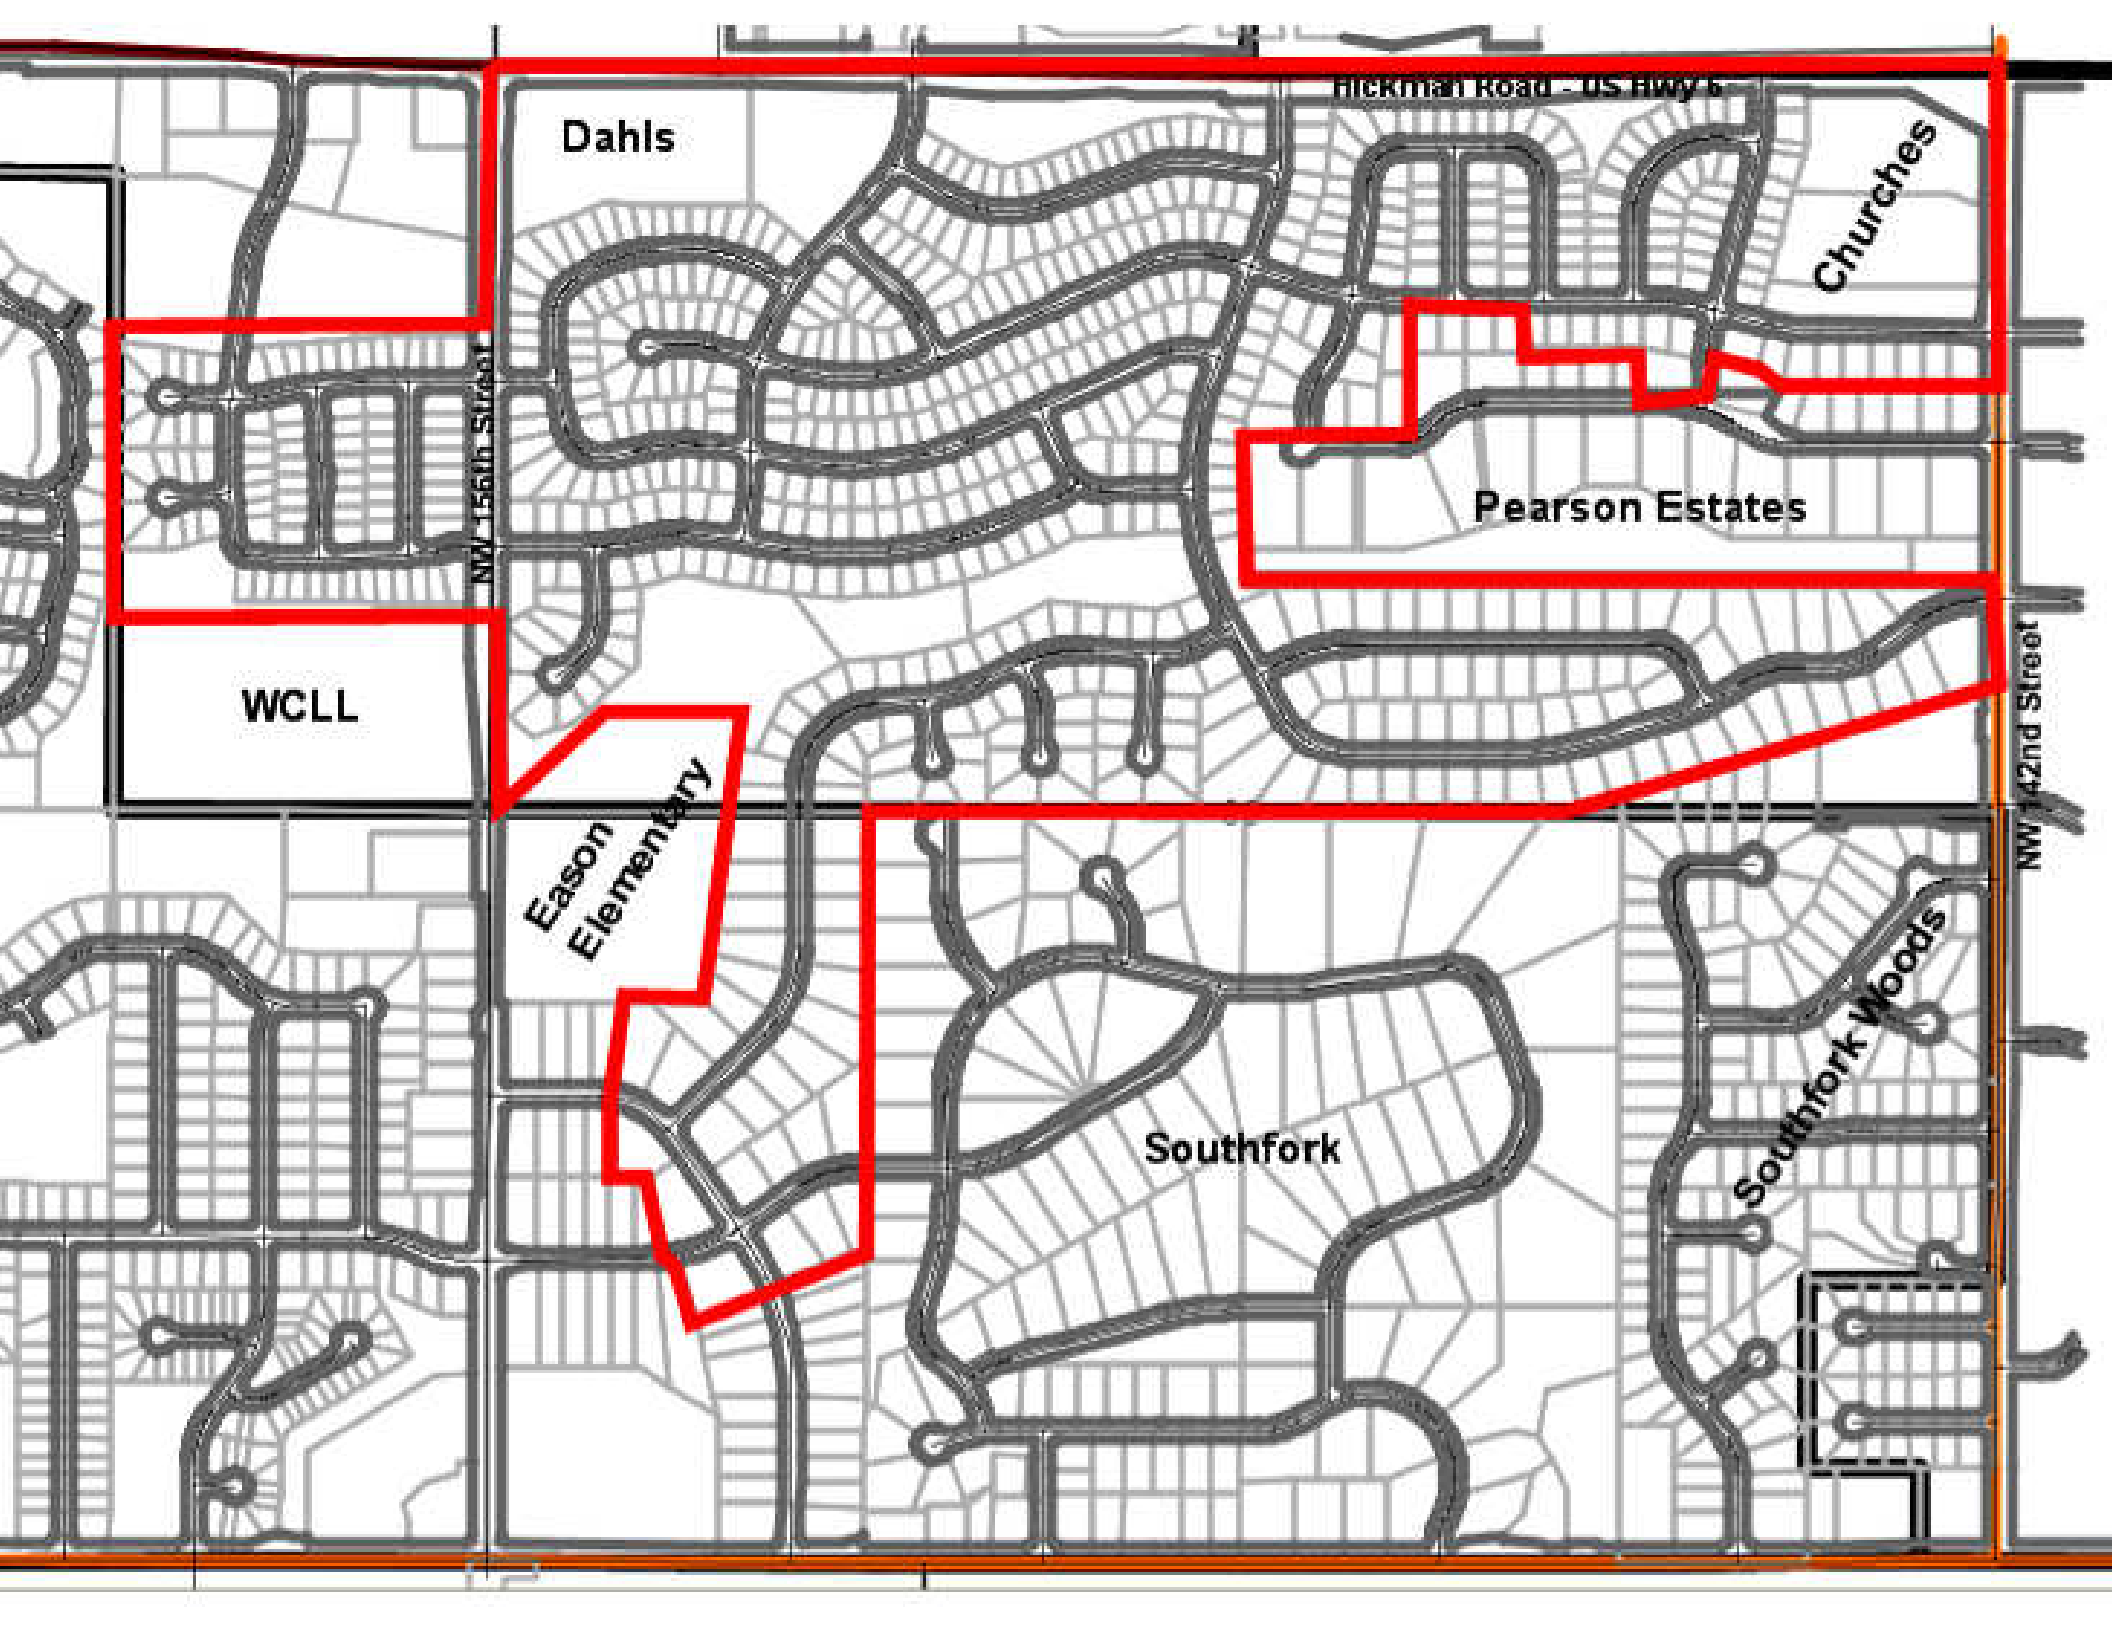 Hickman Road - US Hwy 6
Dahls
Churches
NW 156th Street
Pearson Estates
WCLL
NW 142nd Street
Eason
Elementary
Southfork
Southfork Woods